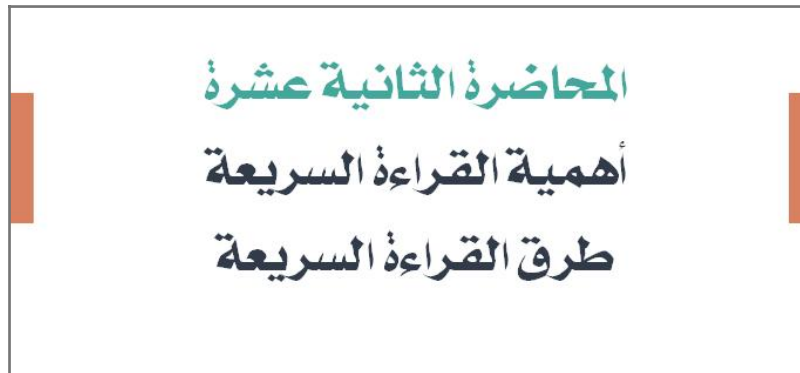 المحاضرة الثانية عشرة
أهمية القراءة السريعة
طرق القراءة السريعة